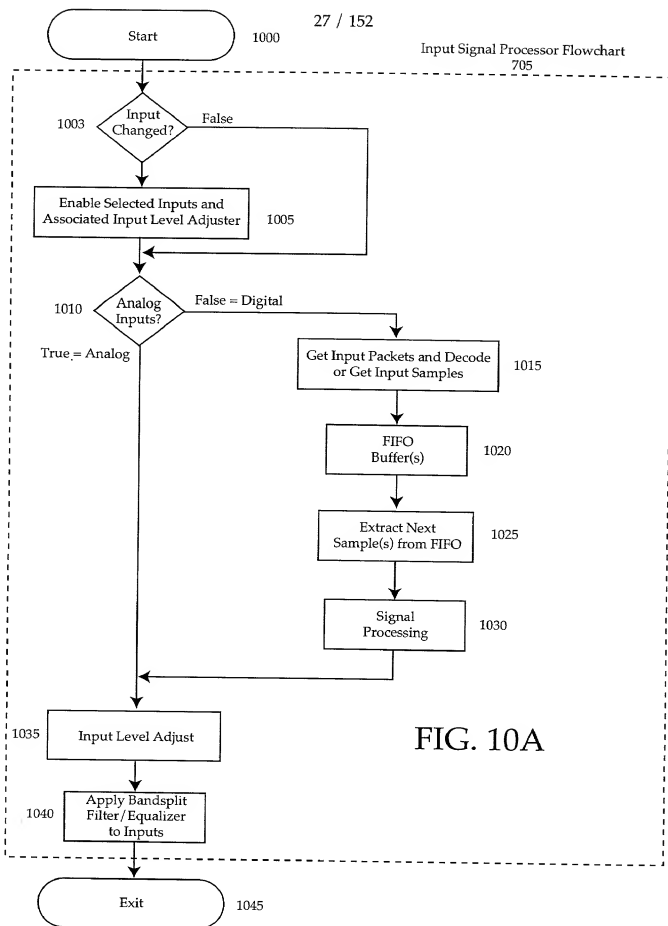 27 / 152
Start
1000
Input Signal Processor Flowchart
705
1003
Input
Changed?
False
Enable Selected Inputs and
Associated Input Level Adjuster
1005
1010
Analog
Inputs?
False = Digital
True = Analog
Get Input Packets and Decode
or Get Input Samples
1015
FIFO
Buffer(s)
1020
Extract Next
Sample(s) from FIFO
1025
Signal
Processing
1030
1035
Input Level Adjust
FIG. 10A
1040
Apply Bandsplit
Filter/Equalizer
to Inputs
Exit
1045